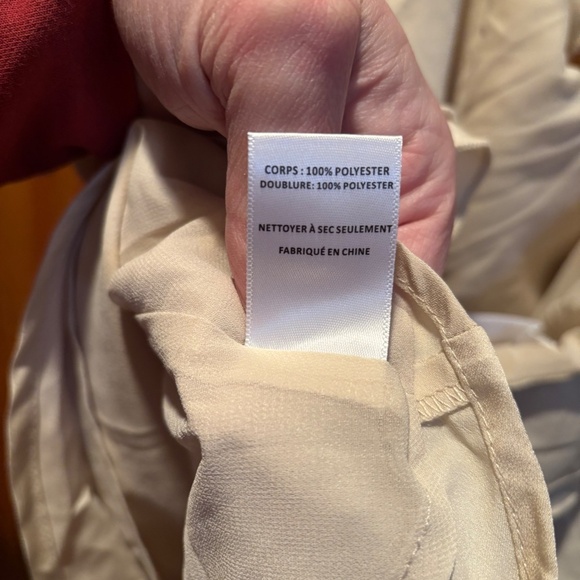 CORPS : 100% POLYESTER
DOUBLURE: 100% POLYESTER
NETTOYER À SEC SEULEMENT
FABRIQUÉ EN CHINE